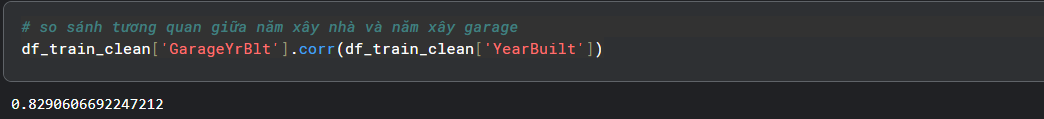 # so sánh tương quan giữa năm xây nhà và năm xây garage
df_train_clean['GarageYrBlt'].corr(df_train_clean['YearBuilt'])
0.8290606692247212